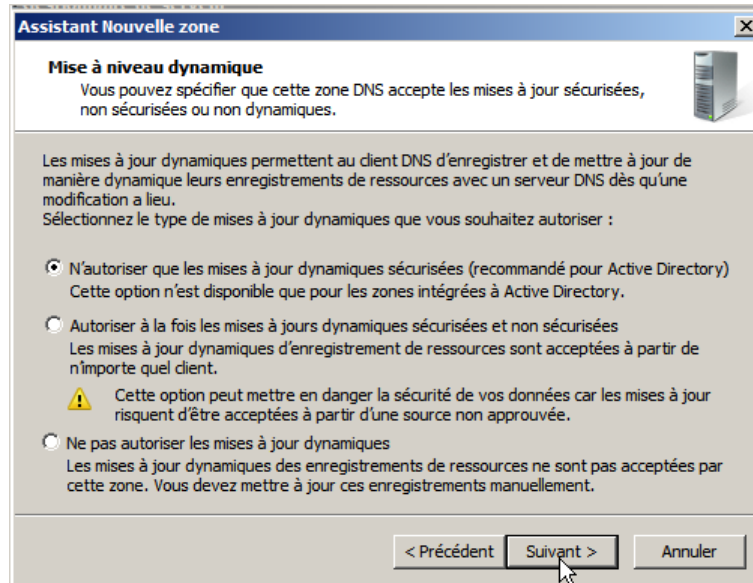 Assistant Nouvelle zone
Mise à niveau dynamique
Vous pouvez spécifier que cette zone DNS accepte les mises à jour sécurisées,
non sécurisées ou non dynamiques.
Les mises à jour dynamiques permettent au client DNS d'enregistrer et de mettre à jour de
manière dynamique leurs enregistrements de ressources avec un serveur DNS dès qu'une
modification a lieu.
Sélectionnez le type de mises à jour dynamiques que vous souhaitez autoriser :
N'autoriser que les mises à jour dynamiques sécurisées (recommandé pour Active Directory)
Cette option n'est disponible que pour les zones intégrées à Active Directory.
Autoriser à la fois les mises à jours dynamiques sécurisées et non sécurisées
Les mises à jour dynamiques d'enregistrement de ressources sont acceptées à partir de
n'importe quel client.
Cette option peut mettre en danger la sécurité de vos données car les mises à jour
risquent d'être acceptées à partir d'une source non approuvée.
Ne pas autoriser les mises à jour dynamiques
Les mises à jour dynamiques des enregistrements de ressources ne sont pas acceptées par
cette zone. Vous devez mettre à jour ces enregistrements manuellement.
< Précédent Suivant > Annuler